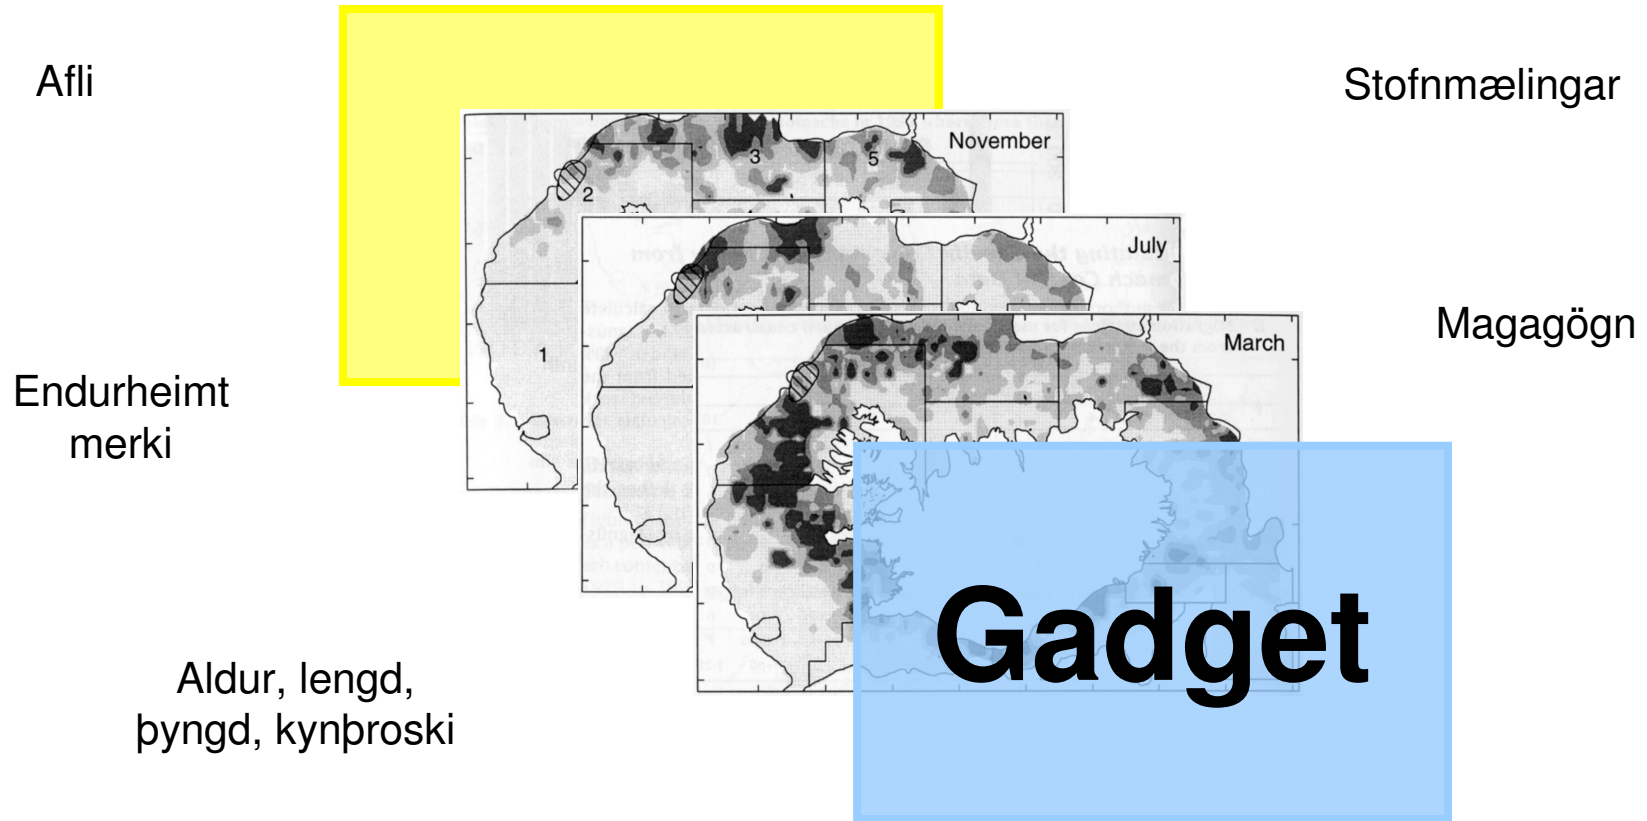 Afli
Stofnmælingar
November
3
5
2
July
Magagögn
March
1
Endurheimt
merki
Gadget
Aldur, lengd,
þyngd, kynþroski